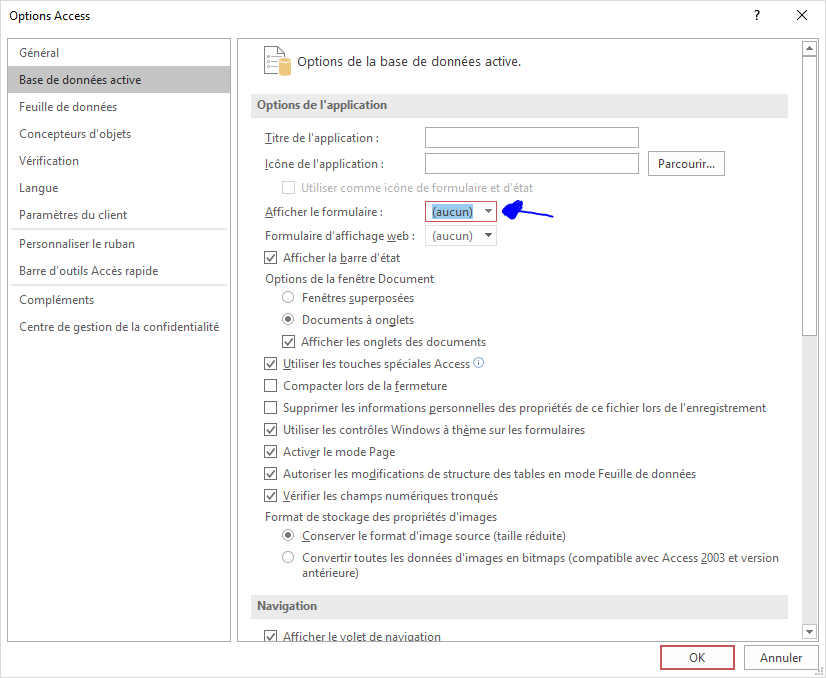 Options Access
?
Général
Base de données active
Feuille de données
Concepteurs d'objets
Vérification
Langue
Paramètres du client
Personnaliser le ruban
Barre d'outils Accès rapide
Compléments
Centre de gestion de la confidentialité
Options de la base de données active.
Options de l'application
Titre de l'application :
Icône de l'application :
Parcourir...
Utiliser comme icône de formulaire et d'état
Afficher le formulaire : (aucun)
Formulaire d'affichage web : (aucun)
Afficher la barre d'état
Options de la fenêtre Document
Fenêtres superposées
Documents à onglets
Afficher les onglets des documents
Utiliser les touches spéciales Access
Compacter lors de la fermeture
Supprimer les informations personnelles des propriétés de ce fichier lors de l'enregistrement
Utiliser les contrôles Windows à thème sur les formulaires
Activer le mode Page
Autoriser les modifications de structure des tables en mode Feuille de données
Vérifier les champs numériques tronqués
Format de stockage des propriétés d'images
Conserver le format d'image source (taille réduite)
Convertir toutes les données d'images en bitmaps (compatible avec Access 2003 et version
antérieure)
Navigation
Afficher le volet de navigation
OK
Annuler